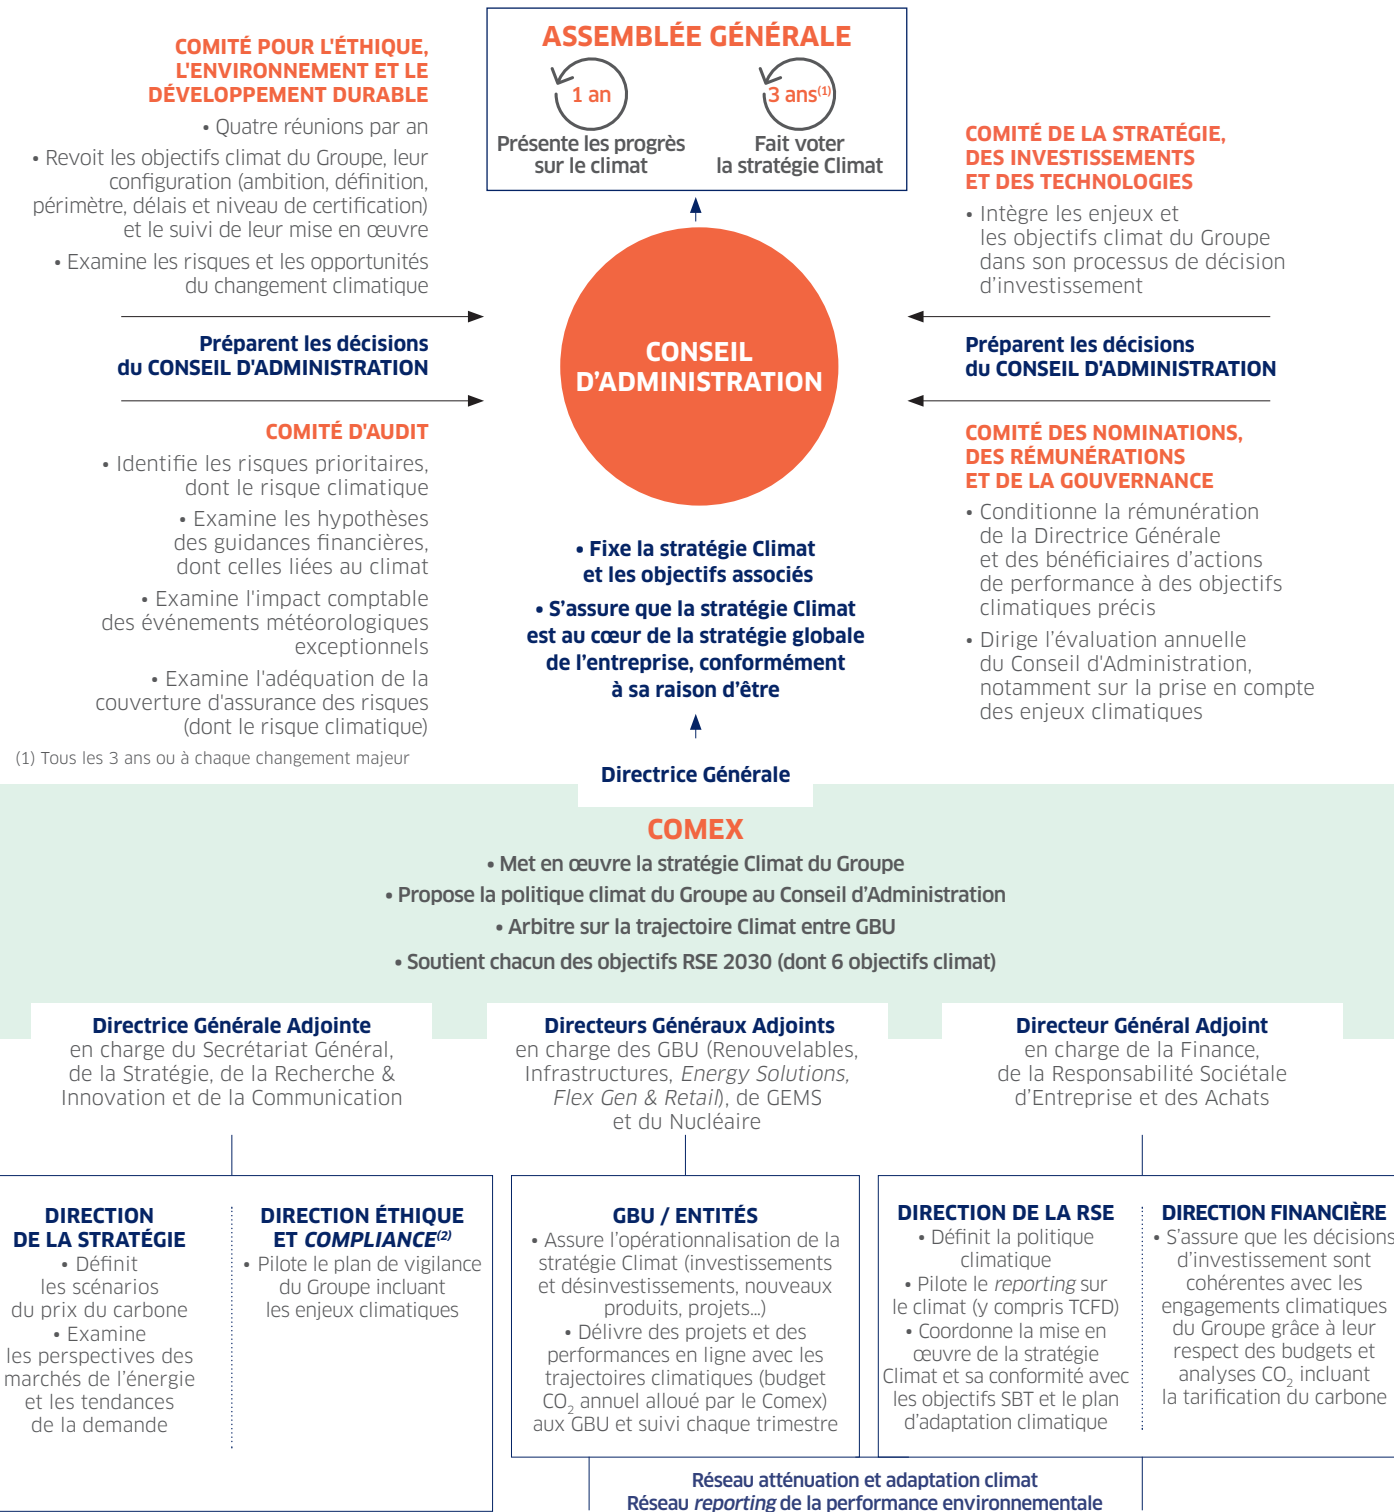 ASSEMBLÉE GÉNÉRALE
1 an
Présente les progrès
sur le climat
3 ans(1)
Fait voter
la stratégie Climat
COMITÉ POUR L'ÉTHIQUE,
L'ENVIRONNEMENT ET LE
DÉVELOPPEMENT DURABLE
• Quatre réunions par an
• Revoit les objectifs climat du Groupe, leur
configuration (ambition, définition,
périmètre, délais et niveau de certification)
et le suivi de leur mise en œuvre
• Examine les risques et les opportunités
du changement climatique
Préparent les décisions
du CONSEIL D'ADMINISTRATION
COMITÉ D'AUDIT
• Identifie les risques prioritaires,
dont le risque climatique
• Examine les hypothèses
des guidances financières,
dont celles liées au climat
• Examine l'impact comptable
des événements météorologiques
exceptionnels
• Examine l'adéquation de la
couverture d'assurance des risques
(dont le risque climatique)
(1) Tous les 3 ans ou à chaque changement majeur
CONSEIL
D’ADMINISTRATION
• Fixe la stratégie Climat
et les objectifs associés
• S’assure que la stratégie Climat
est au cœur de la stratégie globale
de l’entreprise, conformément
à sa raison d’être
COMITÉ DE LA STRATÉGIE,
DES INVESTISSEMENTS
ET DES TECHNOLOGIES
• Intègre les enjeux et
les objectifs climat du Groupe
dans son processus de décision
d’investissement
Préparent les décisions
du CONSEIL D'ADMINISTRATION
COMITÉ DES NOMINATIONS,
DES RÉMUNÉRATIONS
ET DE LA GOUVERNANCE
• Conditionne la rémunération
de la Directrice Générale
et des bénéficiaires d’actions
de performance à des objectifs
climatiques précis
• Dirige l’évaluation annuelle
du Conseil d'Administration,
notamment sur la prise en compte
des enjeux climatiques
Directrice Générale
COMEX
• Met en œuvre la stratégie Climat du Groupe
• Propose la politique climat du Groupe au Conseil d’Administration
• Arbitre sur la trajectoire Climat entre GBU
• Soutient chacun des objectifs RSE 2030 (dont 6 objectifs climat)
Directrice Générale Adjointe
en charge du Secrétariat Général,
de la Stratégie, de la Recherche &
Innovation et de la Communication
Directeurs Généraux Adjoints
en charge des GBU (Renouvelables,
Infrastructures, Energy Solutions,
Flex Gen & Retail), de GEMS
et du Nucléaire
Directeur Général Adjoint
en charge de la Finance,
de la Responsabilité Sociétale
d’Entreprise et des Achats
DIRECTION
DE LA STRATÉGIE
• Définit
les scénarios
du prix du carbone
• Examine
les perspectives des
marchés de l’énergie
et les tendances
de la demande
DIRECTION ÉTHIQUE
ET COMPLIANCE(2)
• Pilote le plan de vigilance
du Groupe incluant
les enjeux climatiques
GBU / ENTITÉS
• Assure l’opérationnalisation de la
stratégie Climat (investissements
et désinvestissements, nouveaux
produits, projets…)
• Délivre des projets et des
performances en ligne avec les
trajectoires climatiques (budget
CO2 annuel alloué par le Comex)
aux GBU et suivi chaque trimestre
DIRECTION DE LA RSE
• Définit la politique
climatique
• Pilote le reporting sur
le climat (y compris TCFD)
• Coordonne la mise en
œuvre de la stratégie
Climat et sa conformité avec
les objectifs SBT et le plan
d’adaptation climatique
DIRECTION FINANCIÈRE
• S’assure que les décisions
d’investissement sont
cohérentes avec les
engagements climatiques
du Groupe grâce à leur
respect des budgets et
analyses CO2 incluant
la tarification du carbone
Réseau atténuation et adaptation climat
Réseau reporting de la performance environnementale